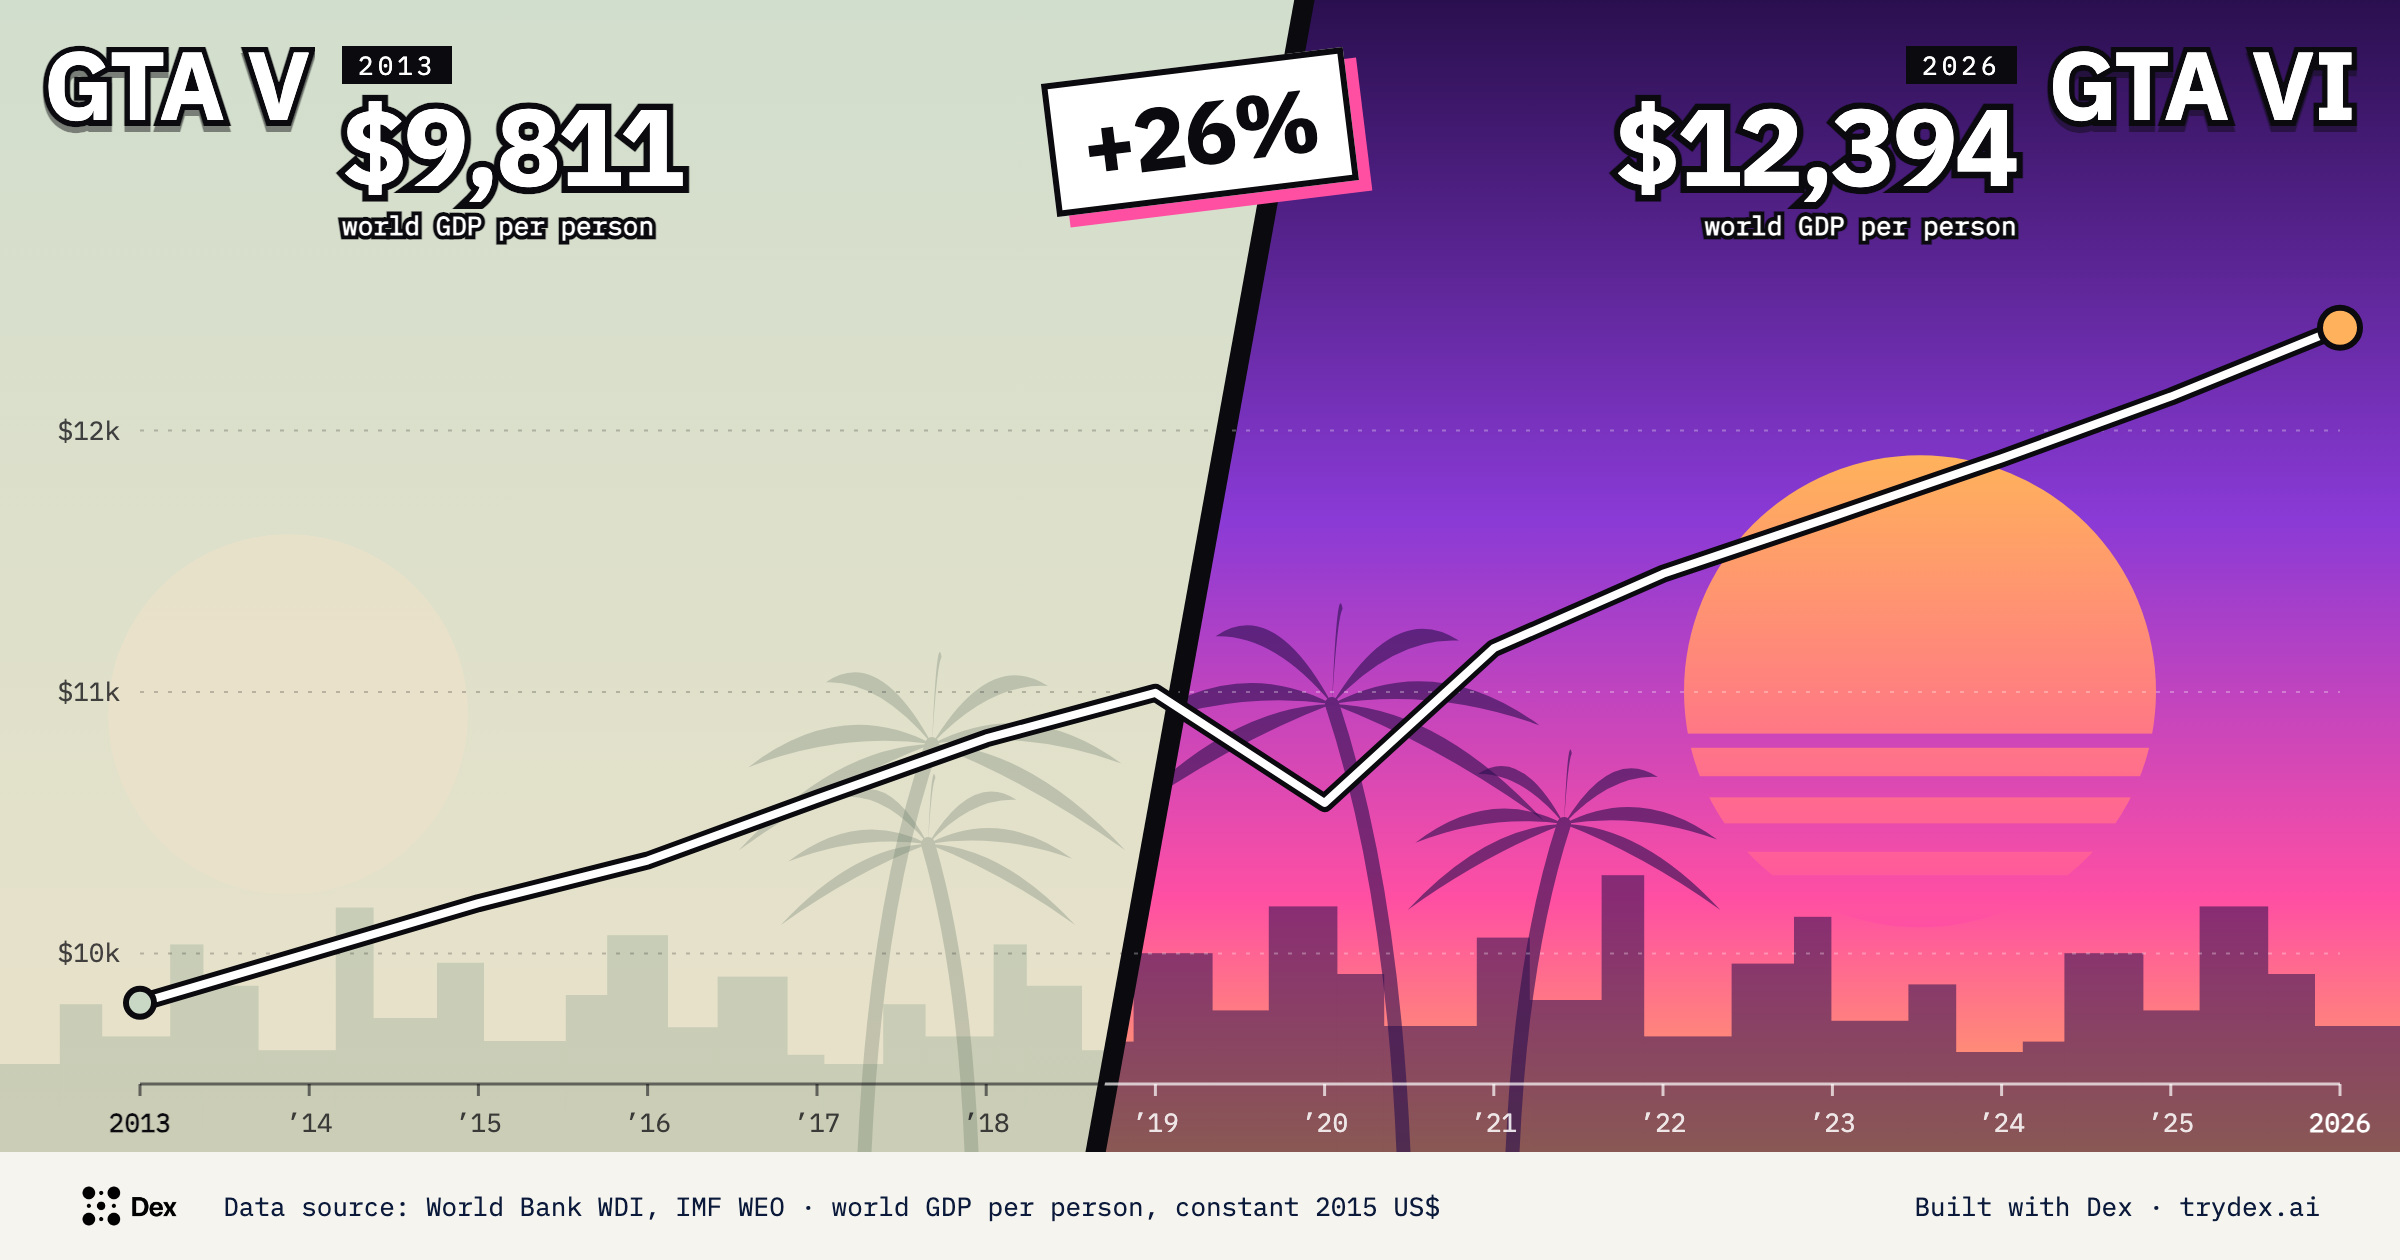 GTA V
2013
$9,811
world GDP per person
+26%
2026
GTA VI
$12,394
world GDP per person
$12k
$11k
$10k
2013 ’14 ’15 ’16 ’17 ’18 ’19 ’20 ’21 ’22 ’23 ’24 ’25 2026
Dex
Data source: World Bank WDI, IMF WEO · world GDP per person, constant 2015 US$
Built with Dex · trydex.ai